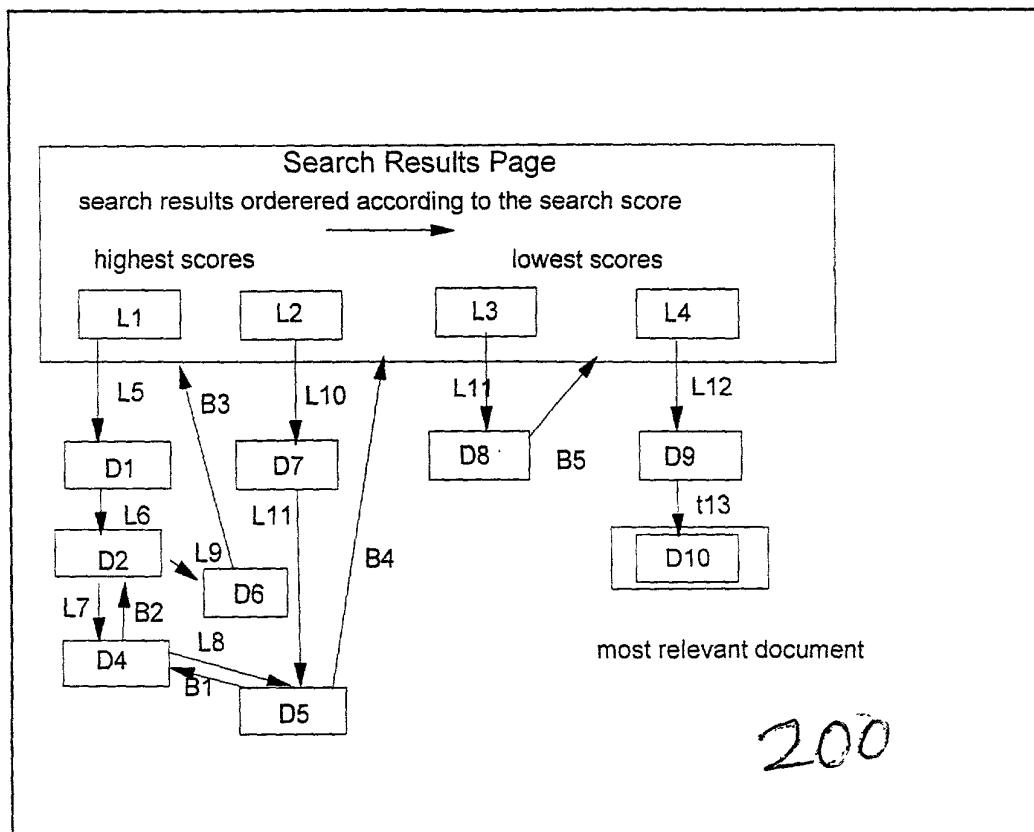 Search Results Page
search results orderered according to the search score
highest scores lowest scores
L1 L2 L3 L4
L5 B3 L10 L11 L12
D1 D7 D8 B5 D9
L6 L11 t13
D2 L9 D6 B4 D10
L7 B2 L8
D4 most relevant document
B1 D5
200